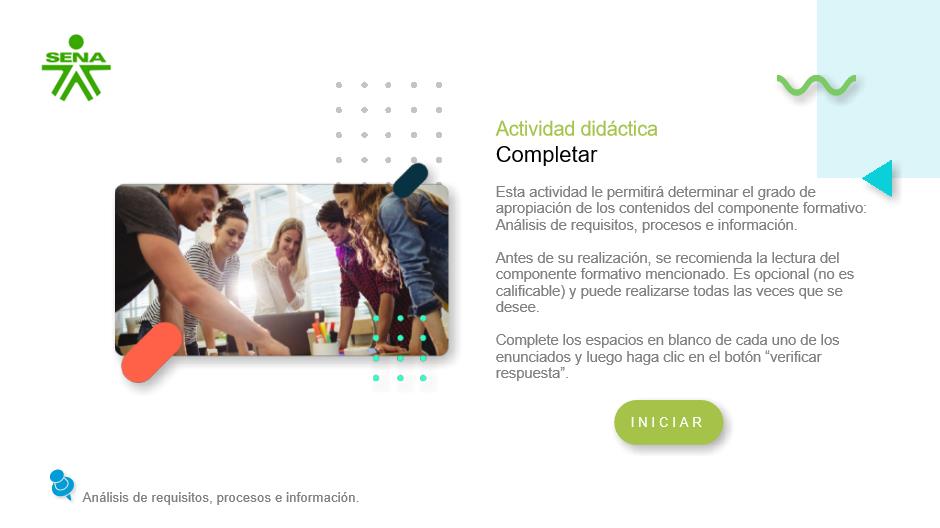 SENA
Actividad didáctica
Completar
Esta actividad le permitirá determinar el grado de
apropiación de los contenidos del componente formativo:
Análisis de requisitos, procesos e información.
Antes de su realización, se recomienda la lectura del
componente formativo mencionado. Es opcional (no es
calificable) y puede realizarse todas las veces que se
desee.
Complete los espacios en blanco de cada uno de los
enunciados y luego haga clic en el botón “verificar
respuesta”.
INICIAR
Análisis de requisitos, procesos e información.